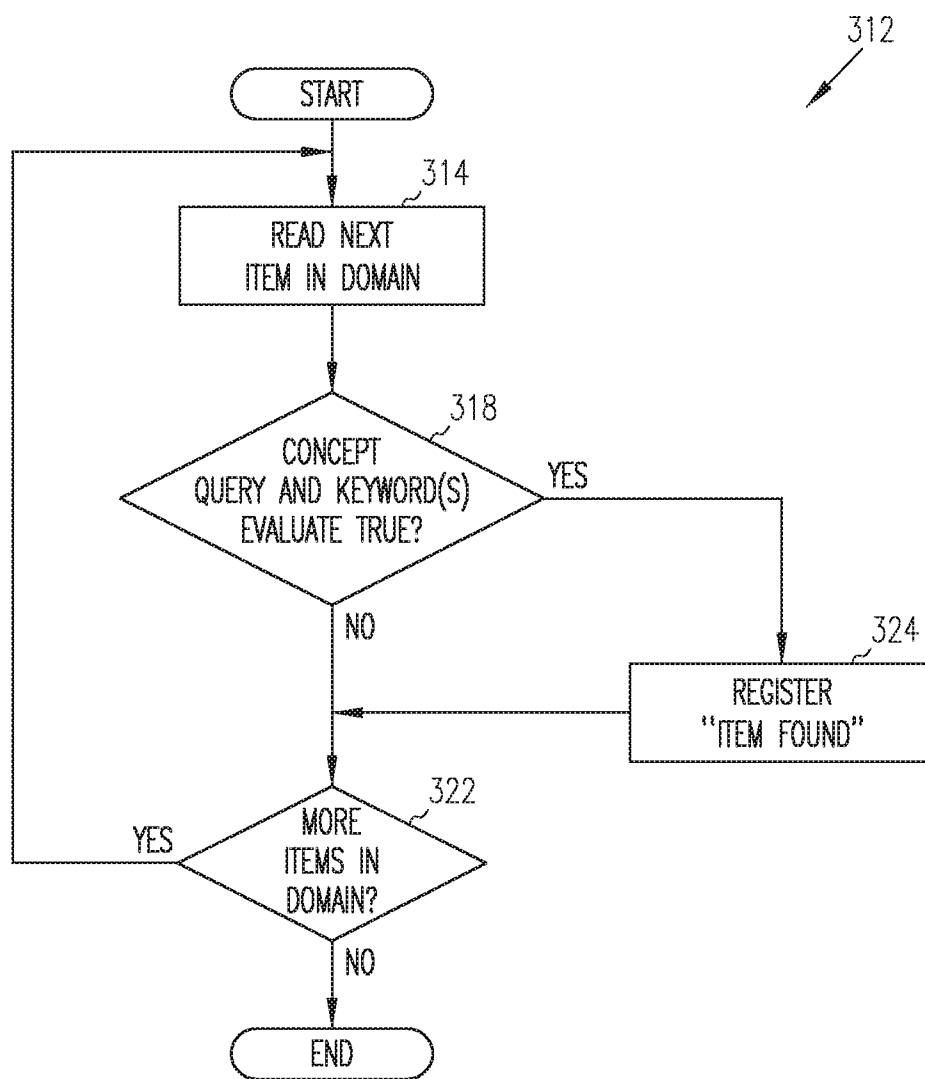 312
START
314
READ NEXT
ITEM IN DOMAIN
318
CONCEPT
QUERY AND KEYWORD(S)
EVALUATE TRUE?
YES
NO
324
REGISTER
“ITEM FOUND”
322
MORE
ITEMS IN
DOMAIN?
YES
NO
END